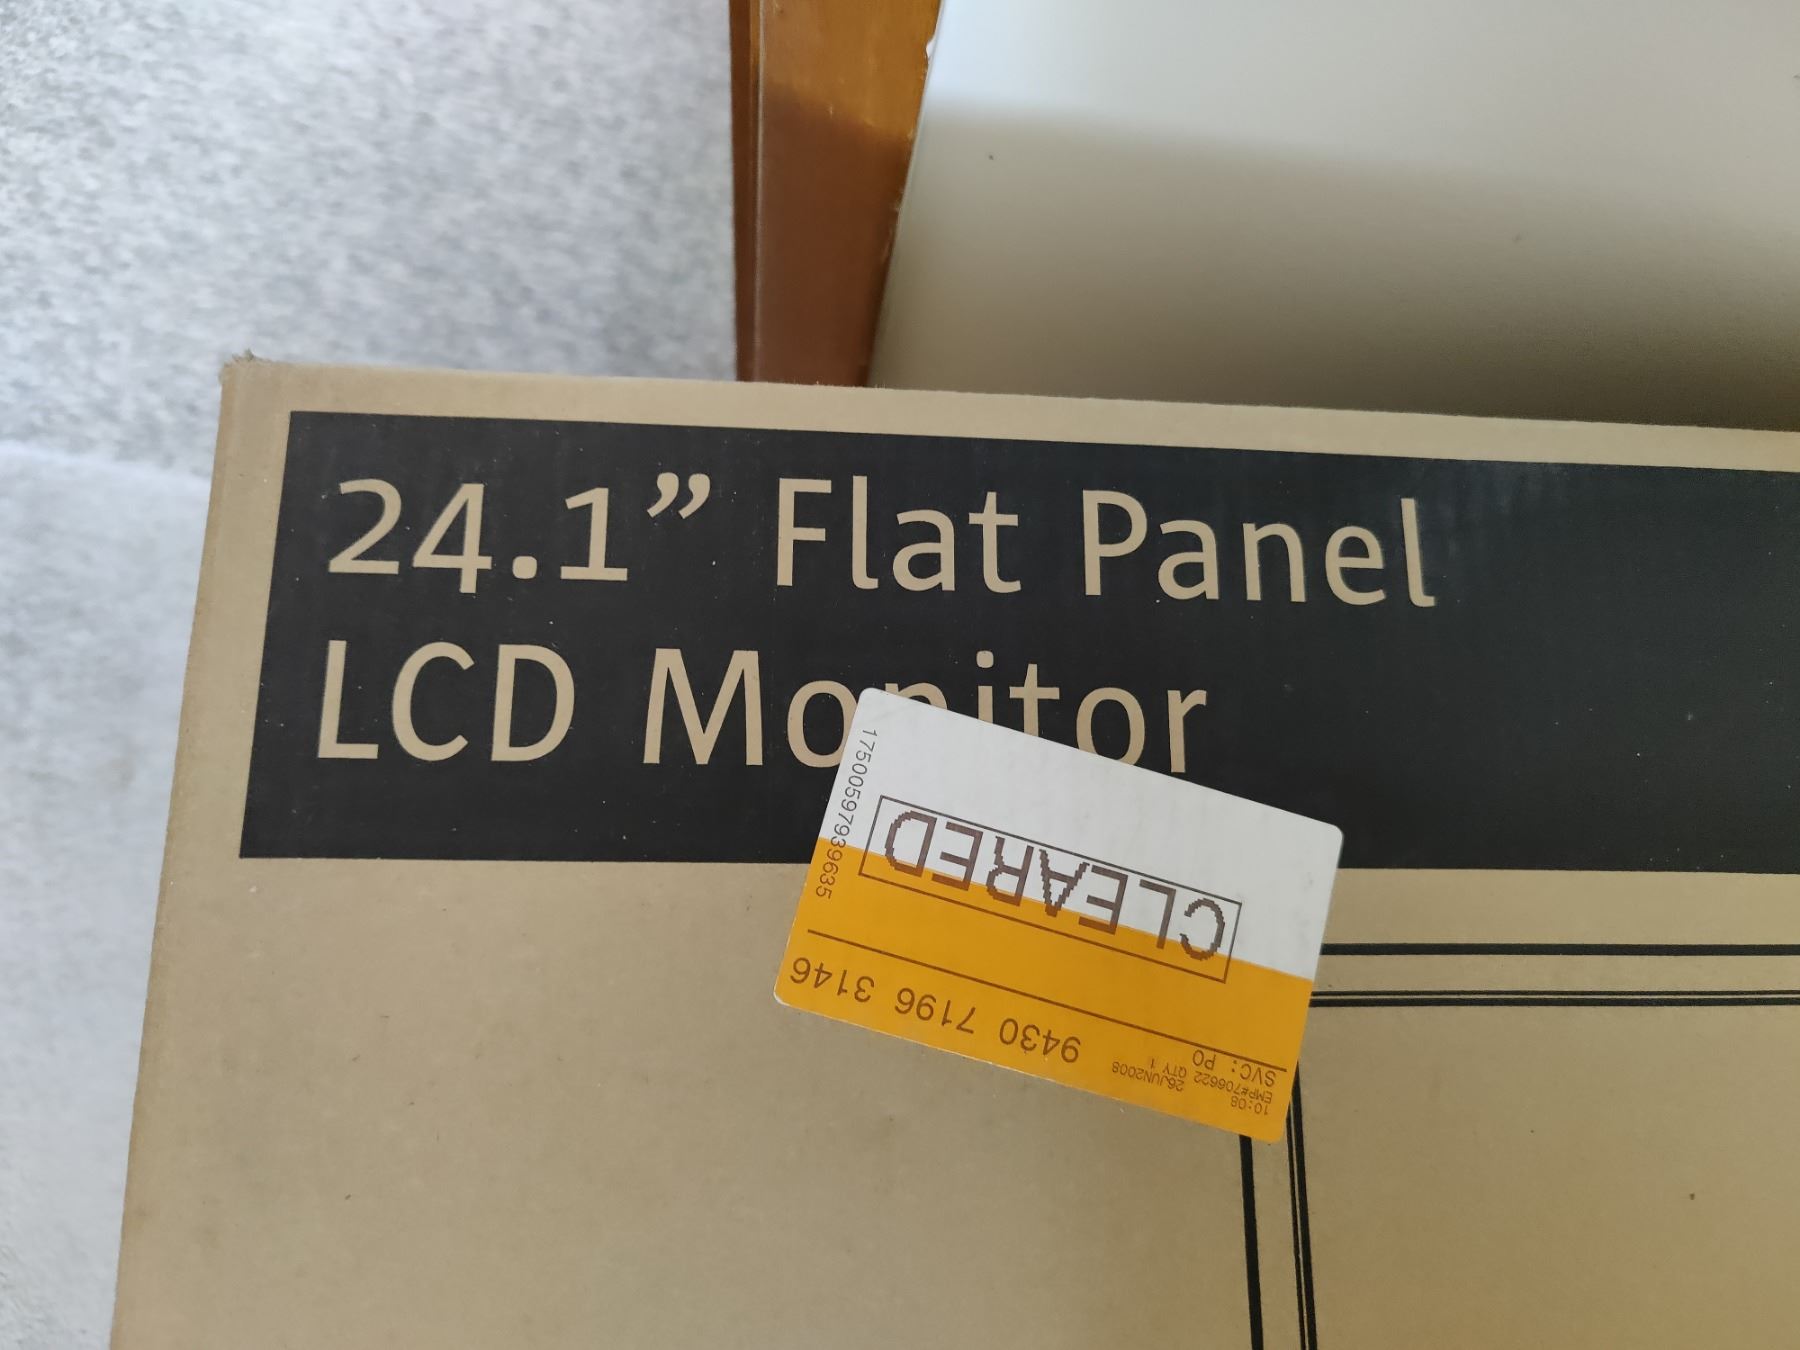 24.1” Flat Panel
LCD Monitor
17500597939635
CLEARED
9430 7196 3146
SVC: PO
EMP#706622 QTY 1
10:08 26JUN2008